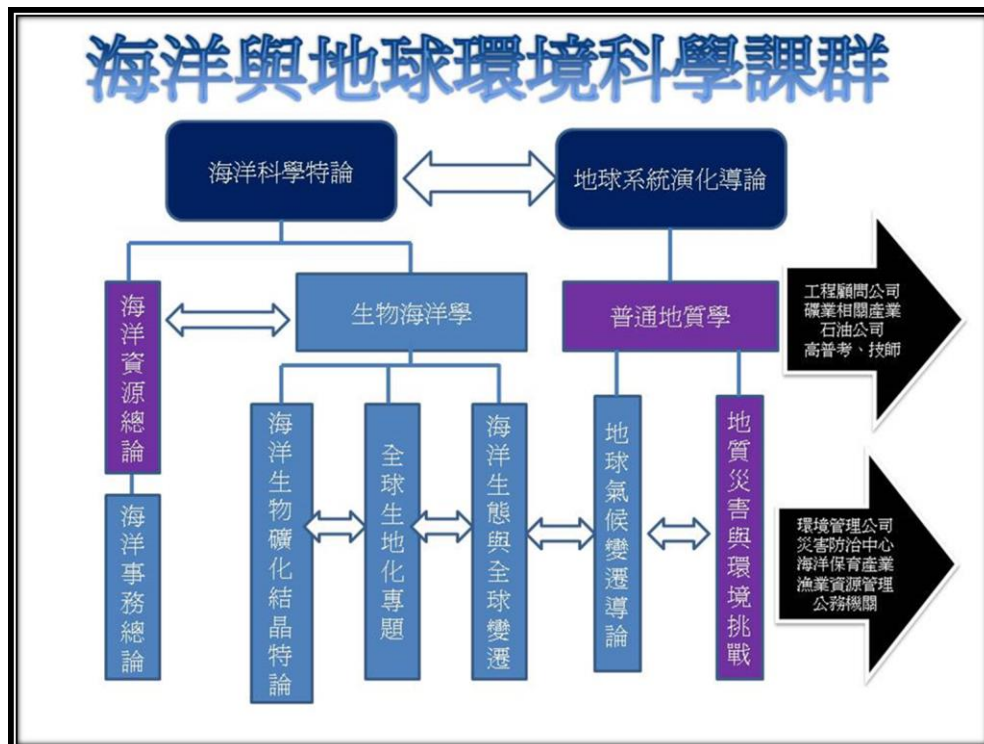 海洋與地球環境科學課群
海洋科學特論
地球系統演化導論
海洋資源總論
生物海洋學
普通地質學
工程顧問公司
礦業相關產業
石油公司
高普考、技師
海洋事務總論
海洋生物礦化結晶特論
全球生地化專題
海洋生態與全球變遷
地球氣候變遷導論
地質災害與環境挑戰
環境管理公司
災害防治中心
海洋保育產業
漁業資源管理
公務機關